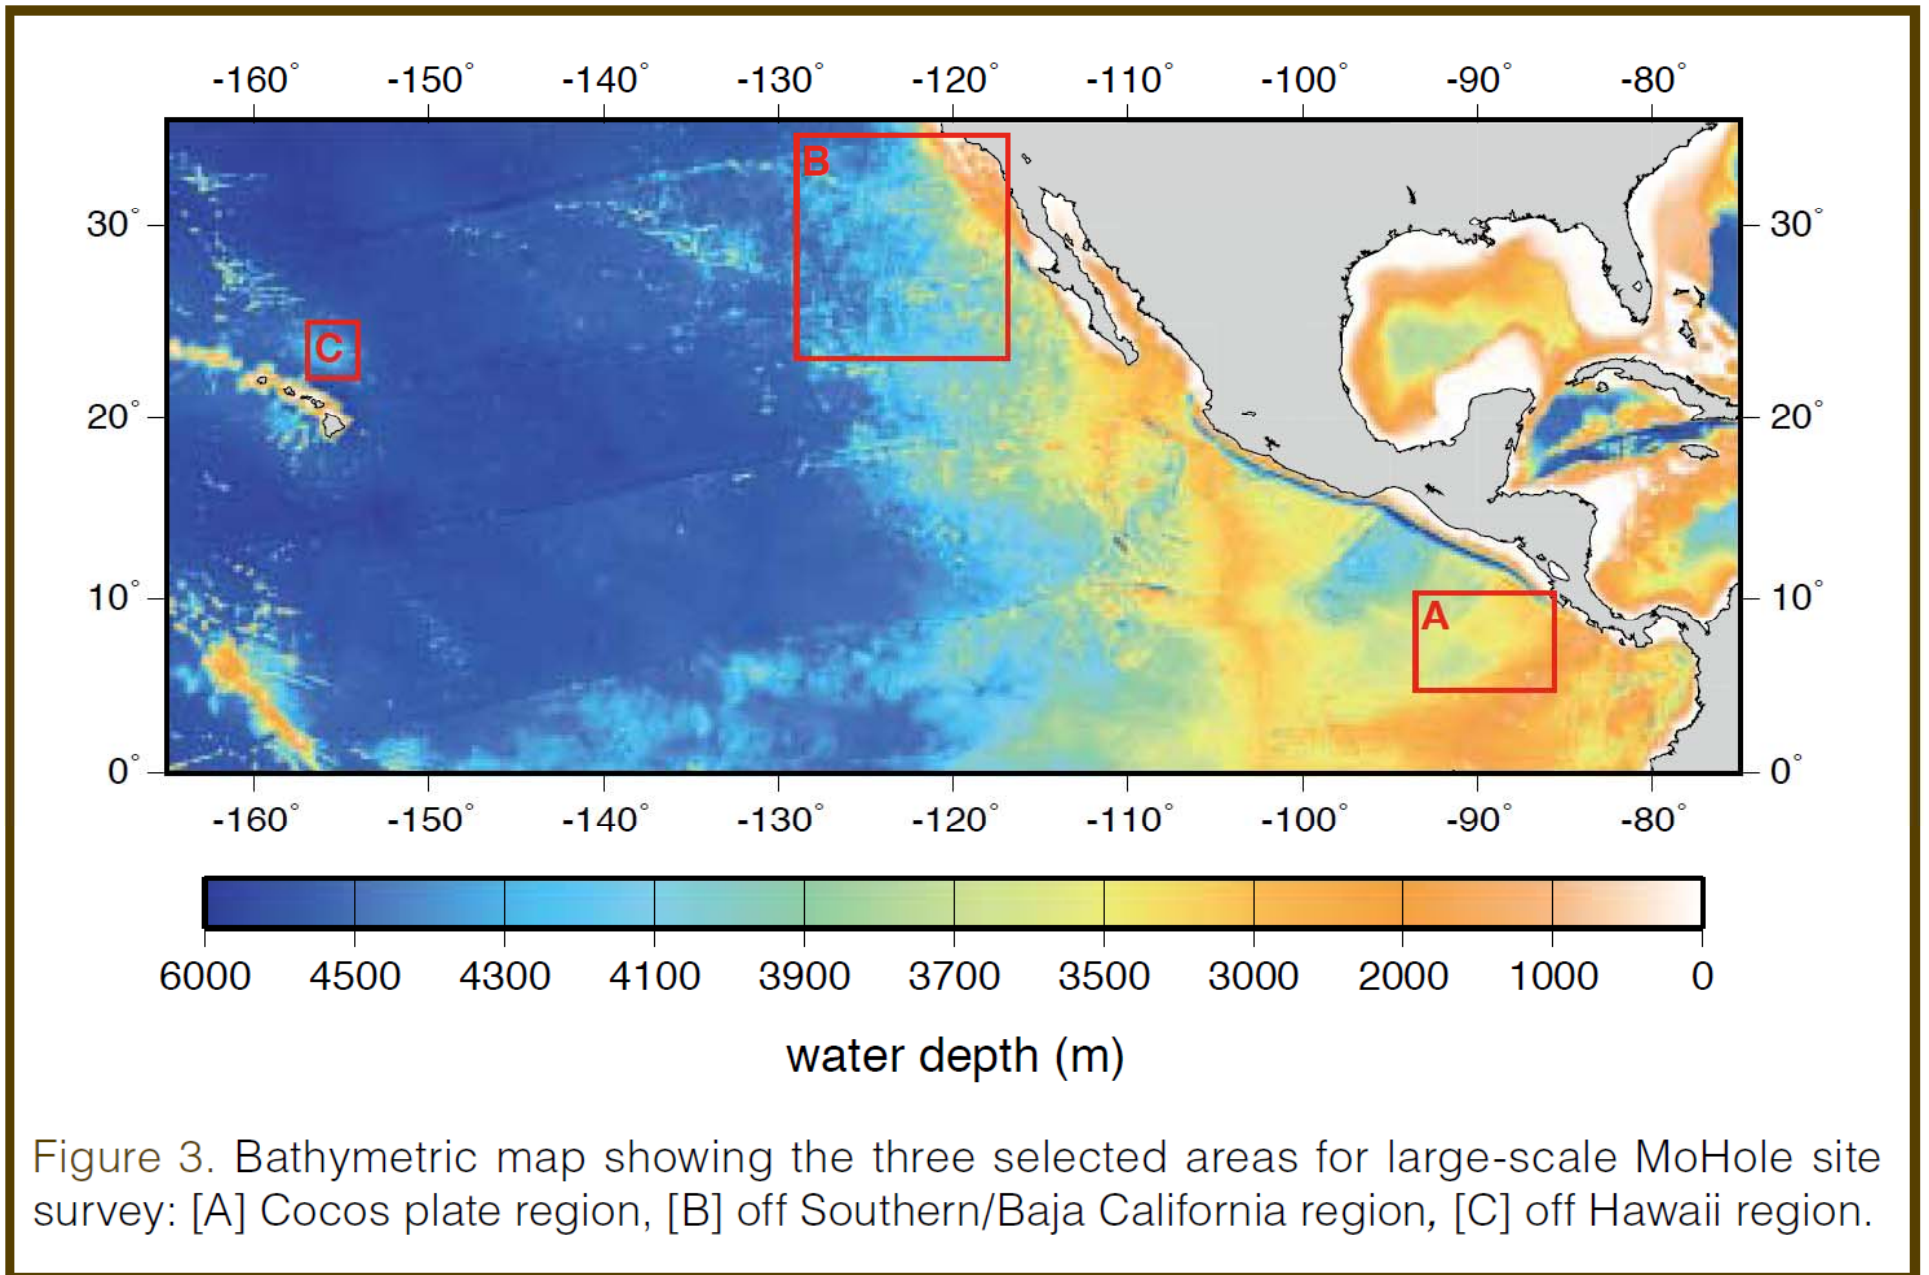 -160° -150° -140° -130° -120° -110° -100° -90° -80°
B
30° 30°
C
20° 20°
10° 10°
A
0° 0°
-160° -150° -140° -130° -120° -110° -100° -90° -80°
6000 4500 4300 4100 3900 3700 3500 3000 2000 1000 0
water depth (m)
Figure 3. Bathymetric map showing the three selected areas for large-scale MoHole site
survey: [A] Cocos plate region, [B] off Southern/Baja California region, [C] off Hawaii region.